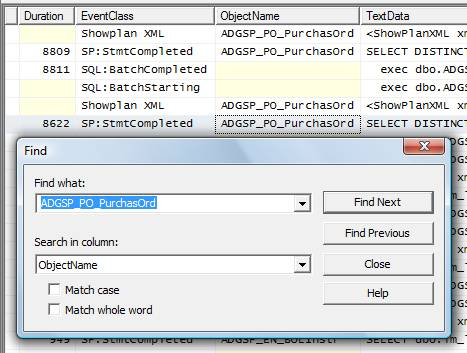 Duration EventClass ObjectName TextData
Showplan XML ADGSP_PO_PurchasOrd <ShowPlanXML xm
8809 SP:StmtCompleted ADGSP_PO_PurchasOrd SELECT DISTINCT
8811 SQL:BatchCompleted exec dbo.ADGS
SQL:BatchStarting exec dbo.ADGS
Showplan XML ADGSP_PO_PurchasOrd <ShowPlanXML xm
8622 SP:StmtCompleted ADGSP_PO_PurchasOrd SELECT DISTINCT
Find
Find what:
ADGSP_PO_PurchasOrd
Find Next
Find Previous
Search in column:
ObjectName
Close
Match case
Help
Match whole word
949 SP:StmtCompleted ADGSP_EN_BOLInstr